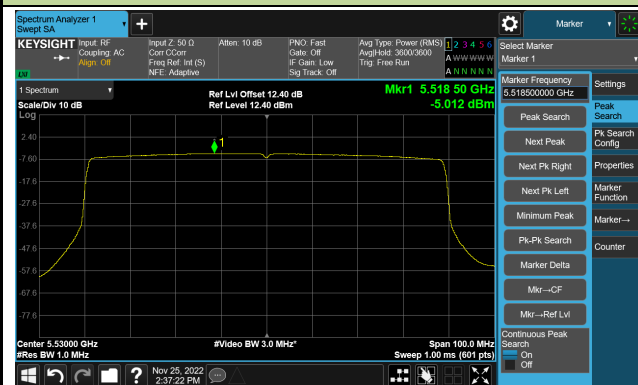 Spectrum Analyzer 1
Swept SA
Marker
KEYSIGHT
Input: RF
Coupling: AC
Align: Off
Input Z: 50 Ω
Corr CCorr
Freq Ref: Int (S)
NFE: Adaptive
Atten: 10 dB
PNO: Fast
Gate: Off
IF Gain: Low
Sig Track: Off
Avg Type: Power (RMS)
Avg|Hold: 3600/3600
Trig: Free Run
1 2 3 4 5 6
A W W W W W
A N N N N N
LXI
Select Marker
Marker 1
1 Spectrum
Scale/Div 10 dB
Ref Lvl Offset 12.40 dB
Ref Level 12.40 dBm
Mkr1 5.518 50 GHz
-5.012 dBm
Log
2.40
-7.60
-17.6
-27.6
-37.6
-47.6
-57.6
-67.6
-77.6
1
Center 5.53000 GHz
#Res BW 1.0 MHz
#Video BW 3.0 MHz*
Span 100.0 MHz
Sweep 1.00 ms (601 pts)
Marker Frequency
5.518500000 GHz
Peak Search
Next Peak
Next Pk Right
Next Pk Left
Minimum Peak
Pk-Pk Search
Marker Delta
Mkr→CF
Mkr→Ref Lvl
Continuous Peak
Search
On
Off
Settings
Peak
Search
Pk Search
Config
Properties
Marker
Function
Marker→
Counter
Nov 25, 2022
2:37:22 PM